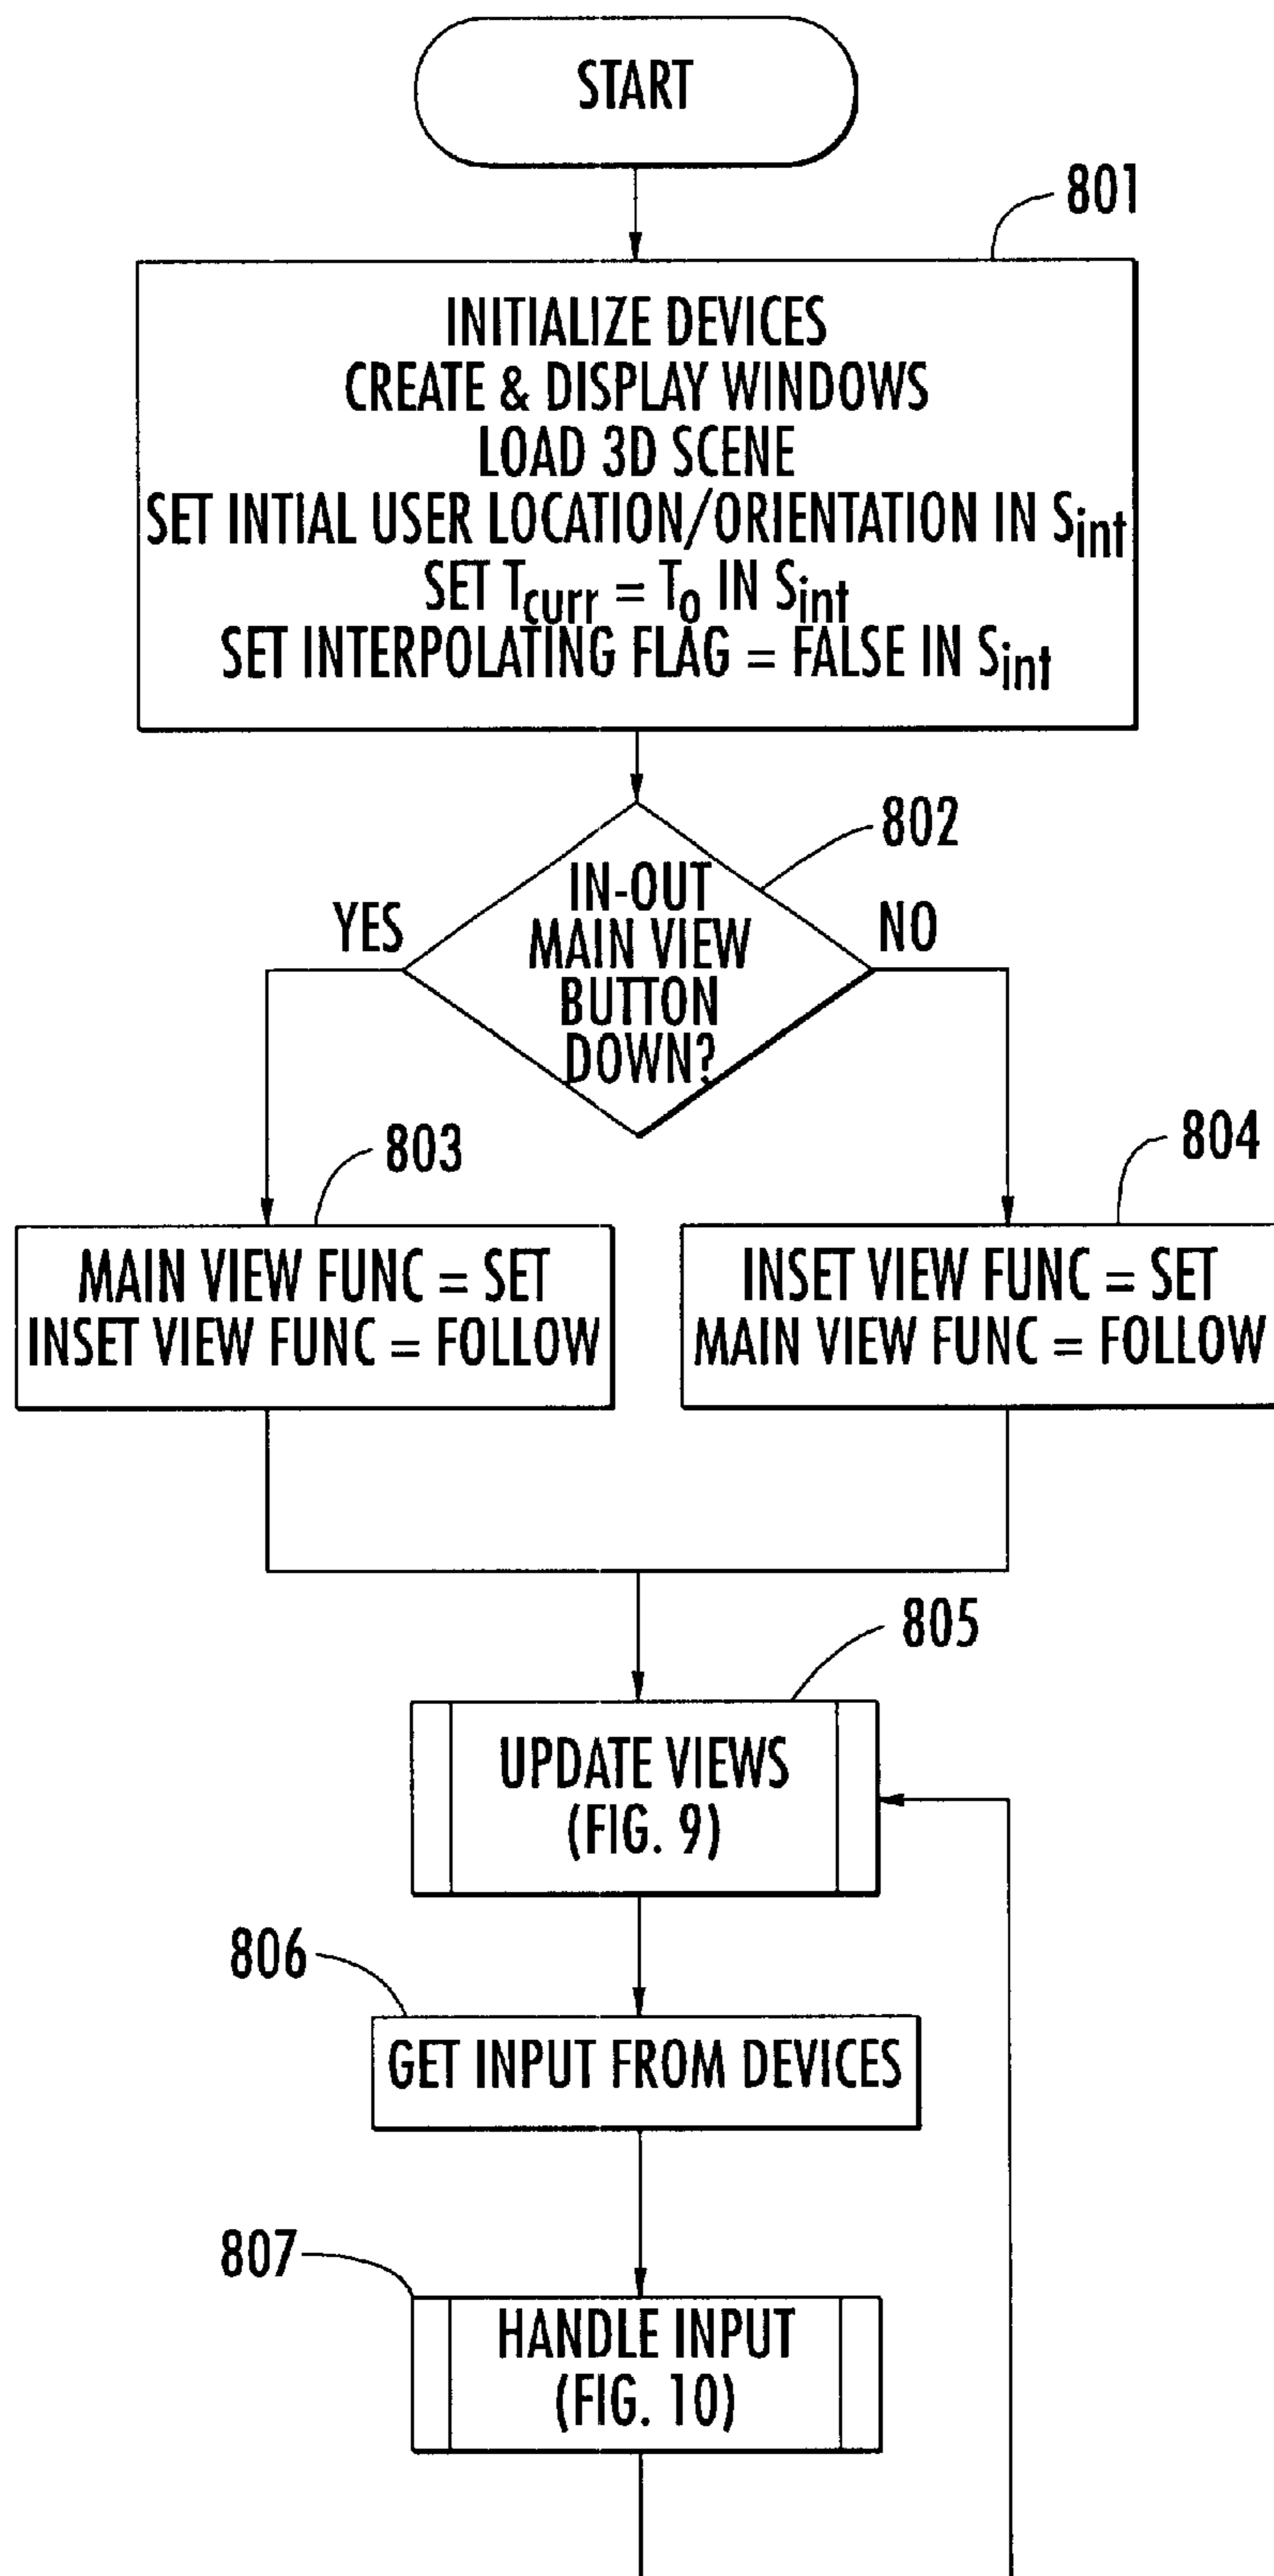 START
801
INITIALIZE DEVICES
CREATE & DISPLAY WINDOWS
LOAD 3D SCENE
SET INTIAL USER LOCATION/ORIENTATION IN Sint
SET Tcurr = To IN Sint
SET INTERPOLATING FLAG = FALSE IN Sint
802
YES
IN-OUT
MAIN VIEW
BUTTON
DOWN?
NO
803
804
MAIN VIEW FUNC = SET
INSET VIEW FUNC = FOLLOW
INSET VIEW FUNC = SET
MAIN VIEW FUNC = FOLLOW
805
UPDATE VIEWS
(FIG. 9)
806
GET INPUT FROM DEVICES
807
HANDLE INPUT
(FIG. 10)